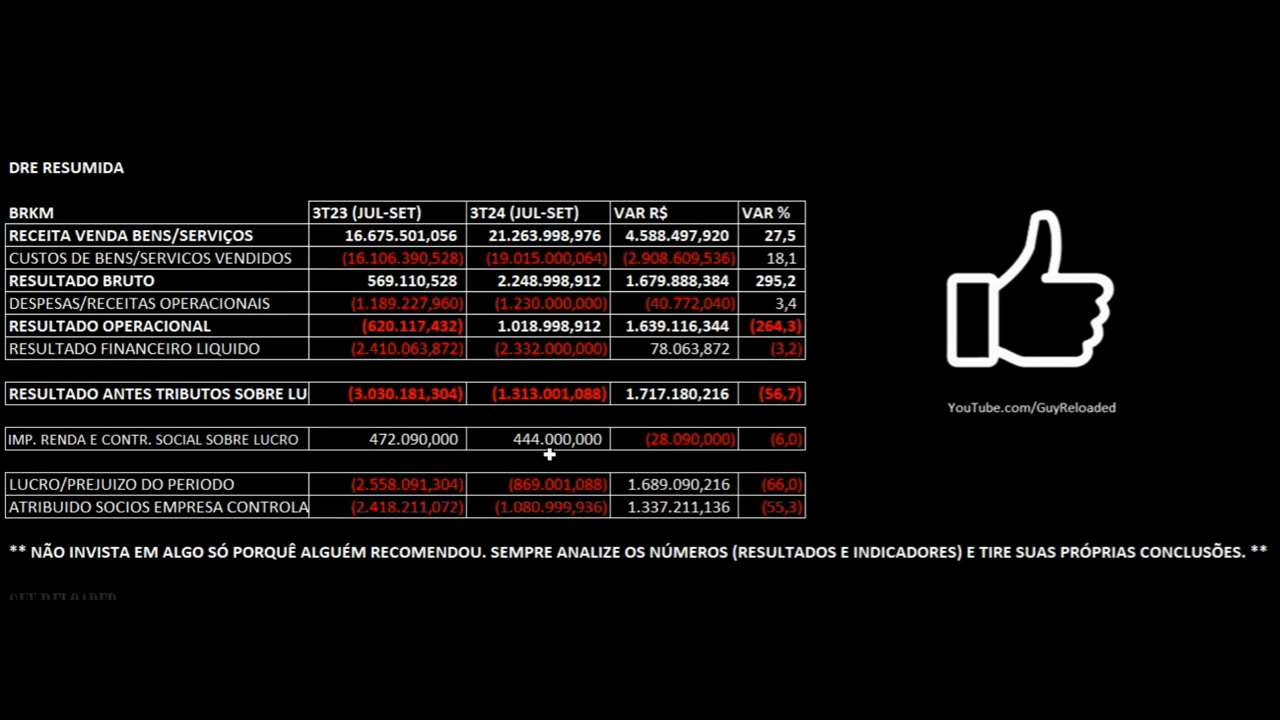 DRE RESUMIDA
BRKM 3T23 (JUL-SET) 3T24 (JUL-SET) VAR R$ VAR %
RECEITA VENDA BENS/SERVIÇOS 16.675.501,056 21.263.998,976 4.588.497,920 27,5
CUSTOS DE BENS/SERVICOS VENDIDOS (16.106.390,528) (19.015.000,064) (2.908.609,536) 18,1
RESULTADO BRUTO 569.110,528 2.248.998,912 1.679.888,384 295,2
DESPESAS/RECEITAS OPERACIONAIS (1.189.227,960) (1.230.000,000) (40.772,040) 3,4
RESULTADO OPERACIONAL (620.117,432) 1.018.998,912 1.639.116,344 (264,3)
RESULTADO FINANCEIRO LIQUIDO (2.410.063,872) (2.332.000,000) 78.063,872 (3,2)
RESULTADO ANTES TRIBUTOS SOBRE LU (3.030.181,304) (1.313.001,088) 1.717.180,216 (56,7)
IMP. RENDA E CONTR. SOCIAL SOBRE LUCRO 472.090,000 444.000,000 (28.090,000) (6,0)
LUCRO/PREJUIZO DO PERIODO (2.558.091,304) (869.001,088) 1.689.090,216 (66,0)
ATRIBUIDO SOCIOS EMPRESA CONTROLA (2.418.211,072) (1.080.999,936) 1.337.211,136 (55,3)
YouTube.com/GuyReloaded
** NÃO INVISTA EM ALGO SÓ PORQUÊ ALGUÉM RECOMENDOU. SEMPRE ANALIZE OS NÚMEROS (RESULTADOS E INDICADORES) E TIRE SUAS PRÓPRIAS CONCLUSÕES. **
GUY RELOADED